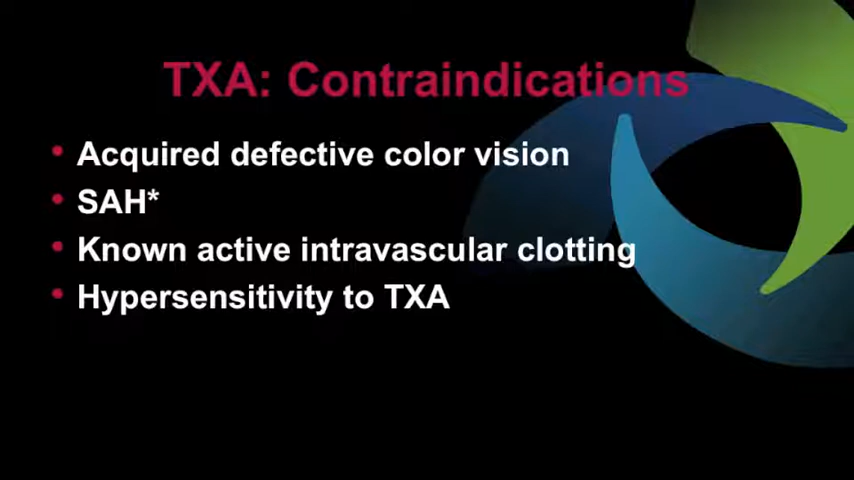 TXA: Contraindications
• Acquired defective color vision
• SAH*
• Known active intravascular clotting
• Hypersensitivity to TXA